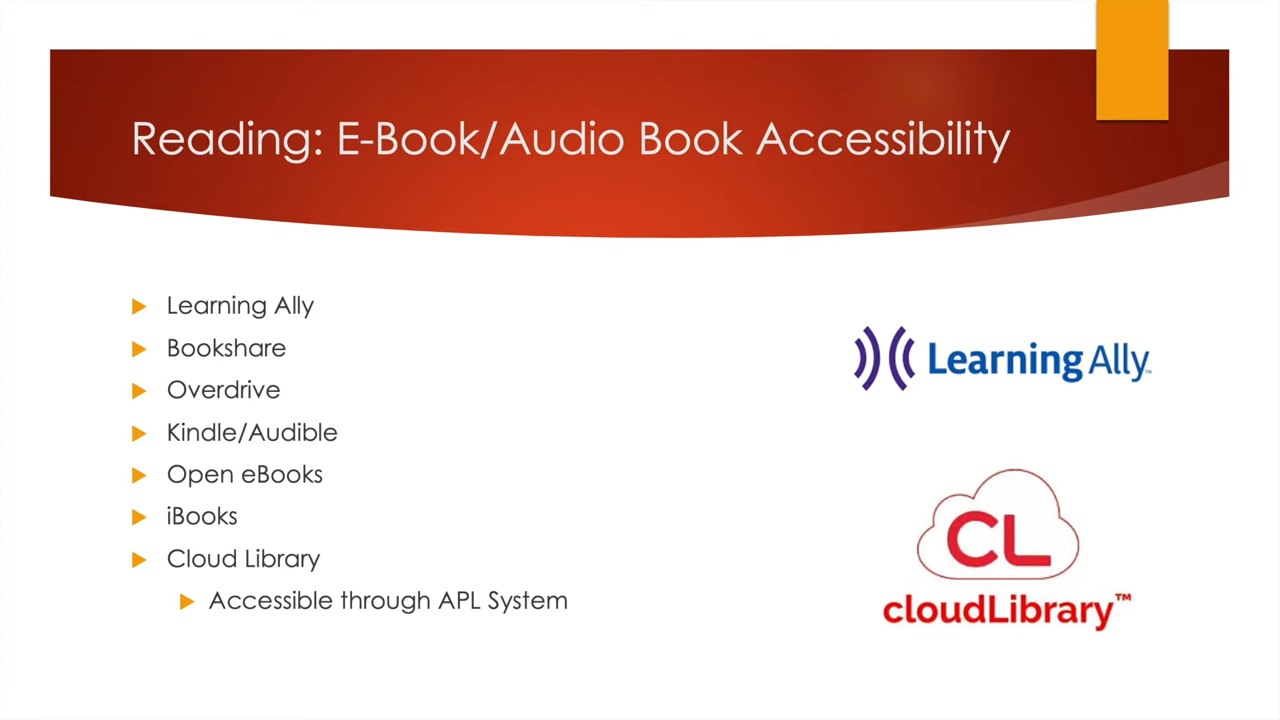 Reading: E-Book/Audio Book Accessibility
Learning Ally
Bookshare
Overdrive
Kindle/Audible
Open eBooks
iBooks
Cloud Library
Accessible through APL System
Learning Ally™
CL
cloudLibrary™